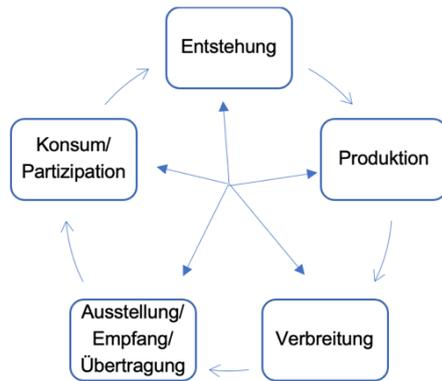 Entstehung
Produktion
Verbreitung
Ausstellung/
Empfang/
Übertragung
Konsum/
Partizipation